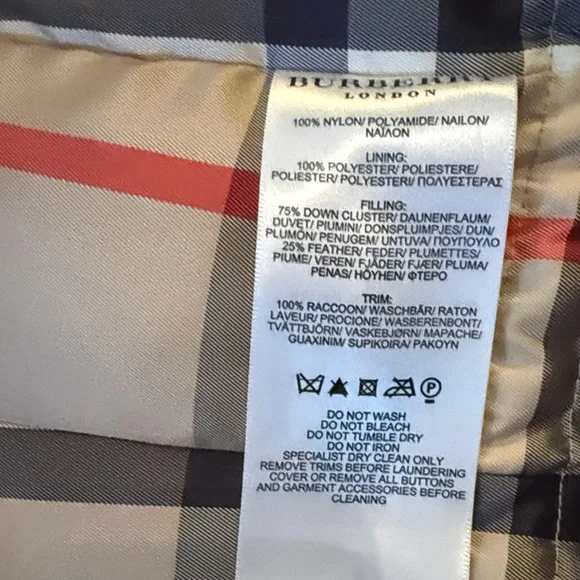 BURBERRY
LONDON
100% NYLON/ POLYAMIDE/ NAILON/
ΝΑΪΛΟΝ
LINING:
100% POLYESTER/ POLIESTERE/
POLIESTER/ POLYESTERI/ ΠΟΛΥΕΣΤΕΡΑΣ
FILLING:
75% DOWN CLUSTER/ DAUNENFLAUM/
DUVET/ PIUMINI/ DONSPLUIMPJES/ DUN/
PLUMÓN/ PENUGEM/ UNTUVA/ ΠΟΥΠΟΥΛΟ
25% FEATHER/ FEDER/ PLUMETTES/
PIUME/ VEREN/ FJÄDER/ FJÆR/ PLUMA/
PENAS/ HÖYHEN/ ΦΤΕΡΟ
TRIM:
100% RACCOON/ WASCHBÄR/ RATON
LAVEUR/ PROCIONE/ WASBERENBONT/
TVÄTTBJÖRN/ VASKEBJØRN/ MAPACHE/
GUAXINIM/ SUPIKOIRA/ ΡΑΚΟΥΝ
P
DO NOT WASH
DO NOT BLEACH
DO NOT TUMBLE DRY
DO NOT IRON
SPECIALIST DRY CLEAN ONLY
REMOVE TRIMS BEFORE LAUNDERING
COVER OR REMOVE ALL BUTTONS
AND GARMENT ACCESSORIES BEFORE
CLEANING